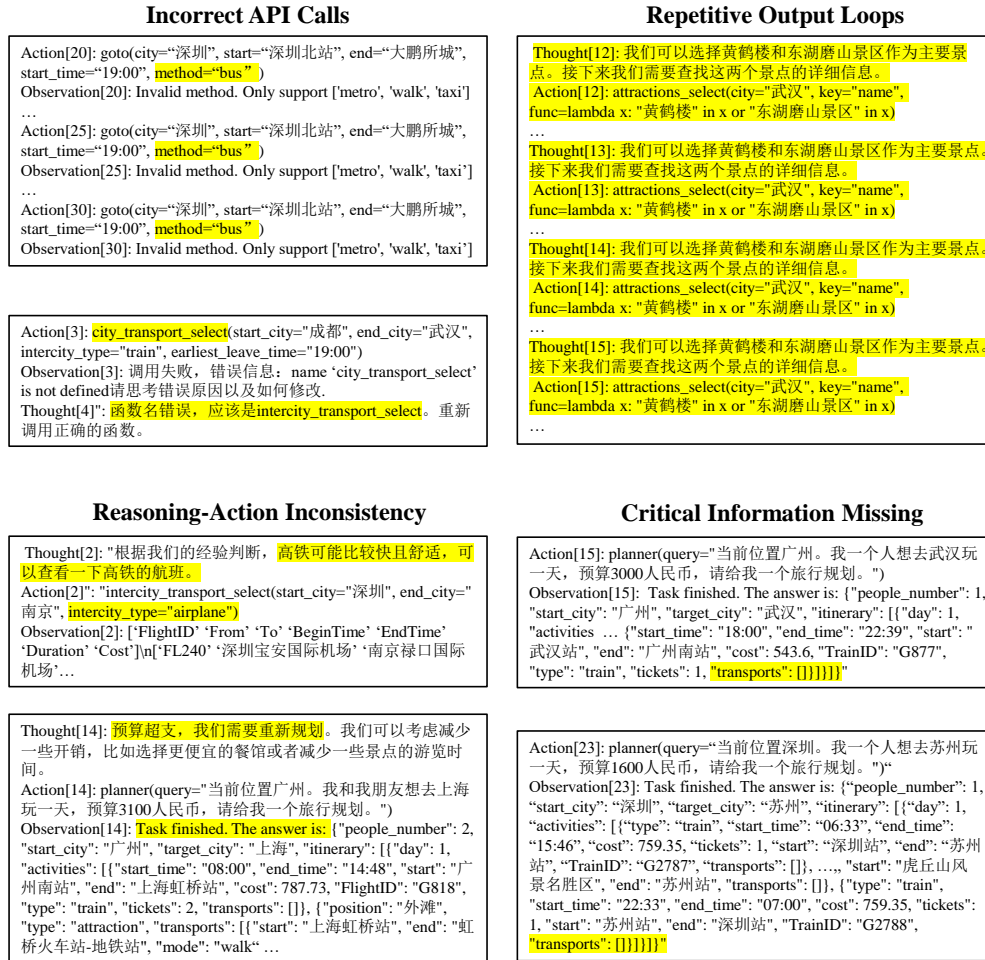 Incorrect API Calls
Action[20]: goto(city=“深圳”, start=“深圳北站”, end=“大鹏所城”,
start_time=“19:00”, method=“bus” )
Observation[20]: Invalid method. Only support ['metro', 'walk', 'taxi']
…
Action[25]: goto(city=“深圳”, start=“深圳北站”, end=“大鹏所城”,
start_time=“19:00”, method=“bus” )
Observation[25]: Invalid method. Only support ['metro', 'walk', 'taxi’]
…
Action[30]: goto(city=“深圳”, start=“深圳北站”, end=“大鹏所城”,
start_time=“19:00”, method=“bus” )
Observation[30]: Invalid method. Only support ['metro', 'walk', 'taxi’]
Action[3]: city_transport_select(start_city="成都", end_city="武汉",
intercity_type="train", earliest_leave_time="19:00")
Observation[3]: 调用失败，错误信息：name ‘city_transport_select’
is not defined请思考错误原因以及如何修改.
Thought[4]": 函数名错误，应该是intercity_transport_select。重新
调用正确的函数。
Repetitive Output Loops
Thought[12]: 我们可以选择黄鹤楼和东湖磨山景区作为主要景
点。接下来我们需要查找这两个景点的详细信息。
Action[12]: attractions_select(city="武汉", key="name",
func=lambda x: "黄鹤楼" in x or "东湖磨山景区" in x)
…
Thought[13]: 我们可以选择黄鹤楼和东湖磨山景区作为主要景点。
接下来我们需要查找这两个景点的详细信息。
Action[13]: attractions_select(city="武汉", key="name",
func=lambda x: "黄鹤楼" in x or "东湖磨山景区" in x)
…
Thought[14]: 我们可以选择黄鹤楼和东湖磨山景区作为主要景点。
接下来我们需要查找这两个景点的详细信息。
Action[14]: attractions_select(city="武汉", key="name",
func=lambda x: "黄鹤楼" in x or "东湖磨山景区" in x)
…
Thought[15]: 我们可以选择黄鹤楼和东湖磨山景区作为主要景点。
接下来我们需要查找这两个景点的详细信息。
Action[15]: attractions_select(city="武汉", key="name",
func=lambda x: "黄鹤楼" in x or "东湖磨山景区" in x)
…
Reasoning-Action Inconsistency
Thought[2]: "根据我们的经验判断，高铁可能比较快且舒适，可
以查看一下高铁的航班。
Action[2]": "intercity_transport_select(start_city="深圳", end_city="
南京", intercity_type="airplane")
Observation[2]: [‘FlightID’ ‘From’ ‘To’ ‘BeginTime’ ‘EndTime’
‘Duration’ ‘Cost’]\n[‘FL240’ ‘深圳宝安国际机场’ ‘南京禄口国际
机场’…
Thought[14]: 预算超支，我们需要重新规划。我们可以考虑减少
一些开销，比如选择更便宜的餐馆或者减少一些景点的游览时
间。
Action[14]: planner(query="当前位置广州。我和我朋友想去上海
玩一天，预算3100人民币，请给我一个旅行规划。")
Observation[14]: Task finished. The answer is: {"people_number": 2,
"start_city": "广州", "target_city": "上海", "itinerary": [{"day": 1,
"activities": [{"start_time": "08:00", "end_time": "14:48", "start": "广
州南站", "end": "上海虹桥站", "cost": 787.73, "FlightID": "G818",
"type": "train", "tickets": 2, "transports": []}, {"position": "外滩",
"type": "attraction", "transports": [{"start": "上海虹桥站", "end": "虹
桥火车站-地铁站", "mode": "walk“ …
Critical Information Missing
Action[15]: planner(query="当前位置广州。我一个人想去武汉玩
一天，预算3000人民币，请给我一个旅行规划。")
Observation[15]: Task finished. The answer is: {"people_number": 1,
"start_city": "广州", "target_city": "武汉", "itinerary": [{"day": 1,
"activities … {"start_time": "18:00", "end_time": "22:39", "start": "
武汉站", "end": "广州南站", "cost": 543.6, "TrainID": "G877",
"type": "train", "tickets": 1, "transports": []}]}]}"
Action[23]: planner(query=“当前位置深圳。我一个人想去苏州玩
一天，预算1600人民币，请给我一个旅行规划。")“
Observation[23]: Task finished. The answer is: {“people_number”: 1,
“start_city”: “深圳”, “target_city”: “苏州”, “itinerary”: [{“day”: 1,
“activities”: [{“type”: “train”, “start_time”: “06:33”, “end_time”:
“15:46”, “cost”: 759.35, “tickets”: 1, “start”: “深圳站”, “end”: “苏州
站”, “TrainID”: “G2787”, “transports”: []}, …,, "start": "虎丘山风
景名胜区", "end": "苏州站", "transports": []}, {"type": "train",
"start_time": "22:33", "end_time": "07:00", "cost": 759.35, "tickets":
1, "start": "苏州站", "end": "深圳站", "TrainID": "G2788",
"transports": []}]}]}"